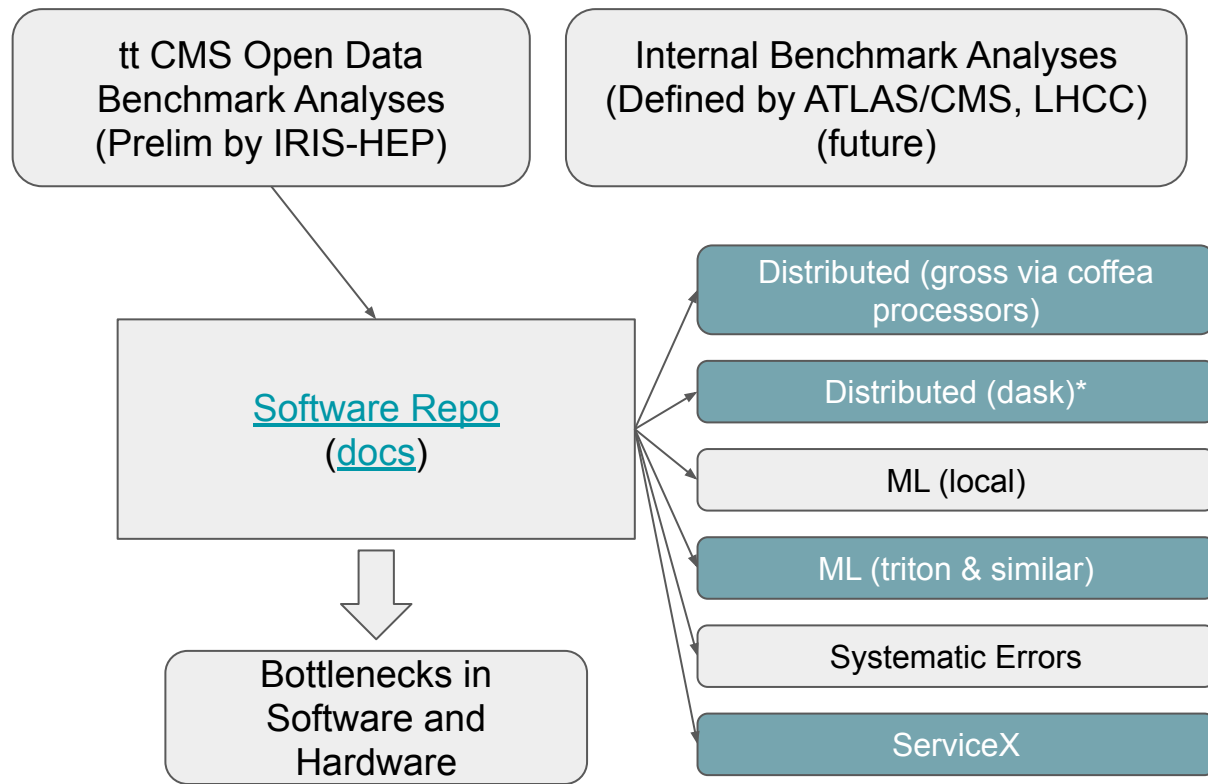 tt CMS Open Data
Benchmark Analyses
(Prelim by IRIS-HEP)
Internal Benchmark Analyses
(Defined by ATLAS/CMS, LHCC)
(future)
Software Repo
(docs)
Distributed (gross via coffea
processors)
Distributed (dask)*
ML (local)
ML (triton & similar)
Systematic Errors
ServiceX
Bottlenecks in
Software and
Hardware